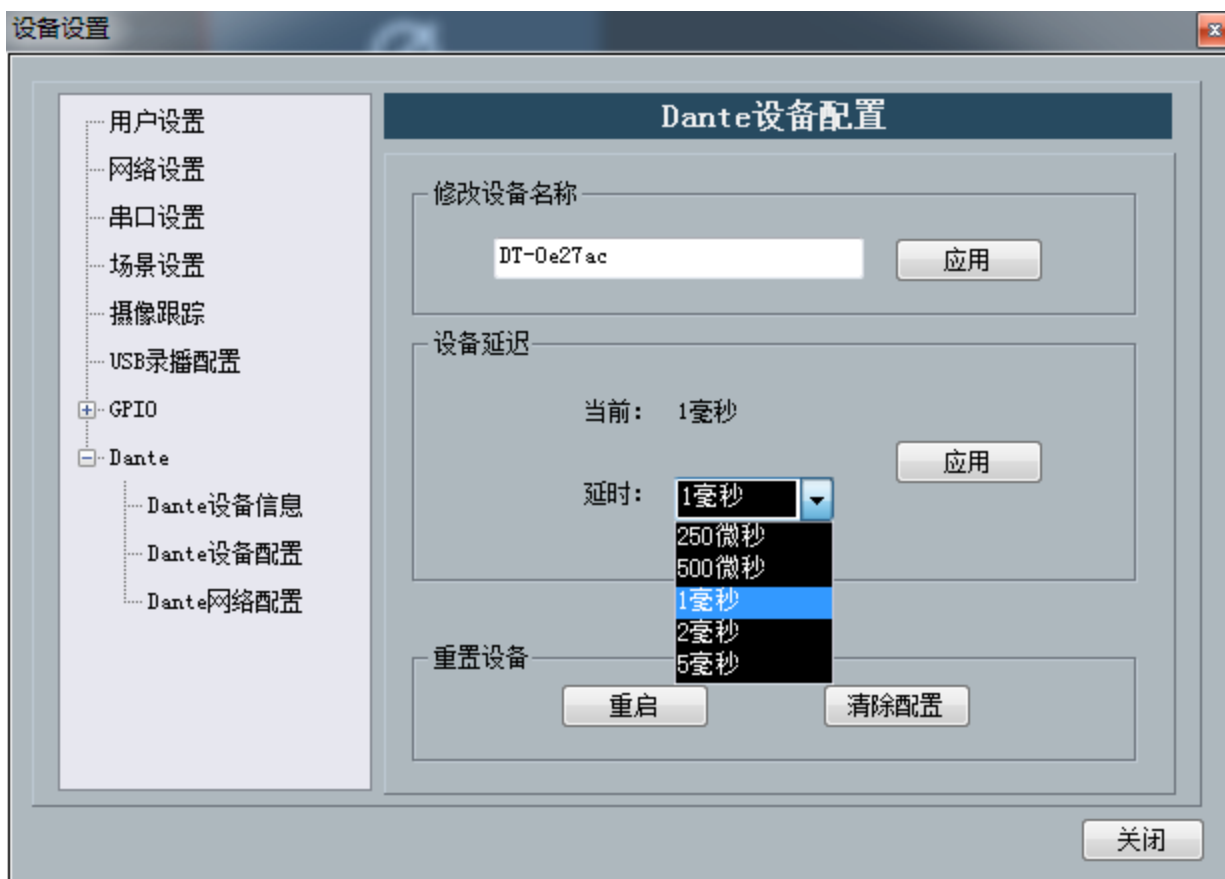 设备设置
用户设置
网络设置
串口设置
场景设置
摄像跟踪
USB录播配置
GPIO
Dante
Dante设备信息
Dante设备配置
Dante网络配置
Dante设备配置
修改设备名称
DT-0e27ac
应用
设备延迟
当前: 1毫秒
应用
延时: 1毫秒
250微秒
500微秒
1毫秒
2毫秒
5毫秒
重置设备
重启
清除配置
关闭